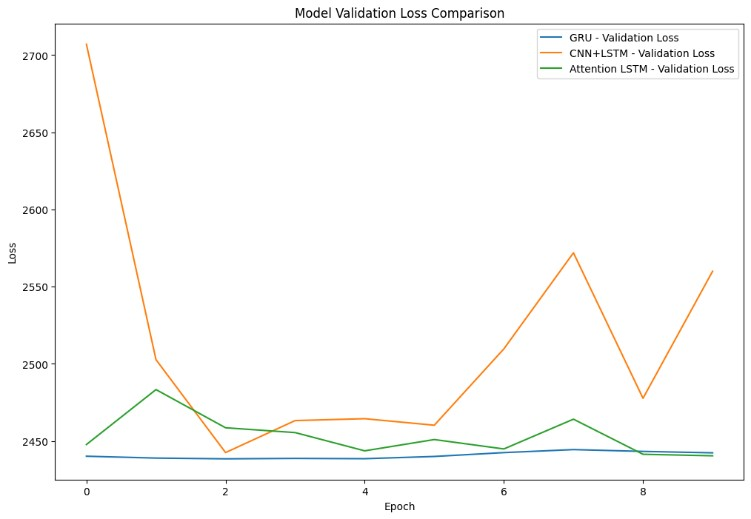 Model Validation Loss Comparison
GRU - Validation Loss
CNN+LSTM - Validation Loss
Attention LSTM - Validation Loss
2700
2650
2600
2550
2500
2450
Loss
0 2 4 6 8
Epoch